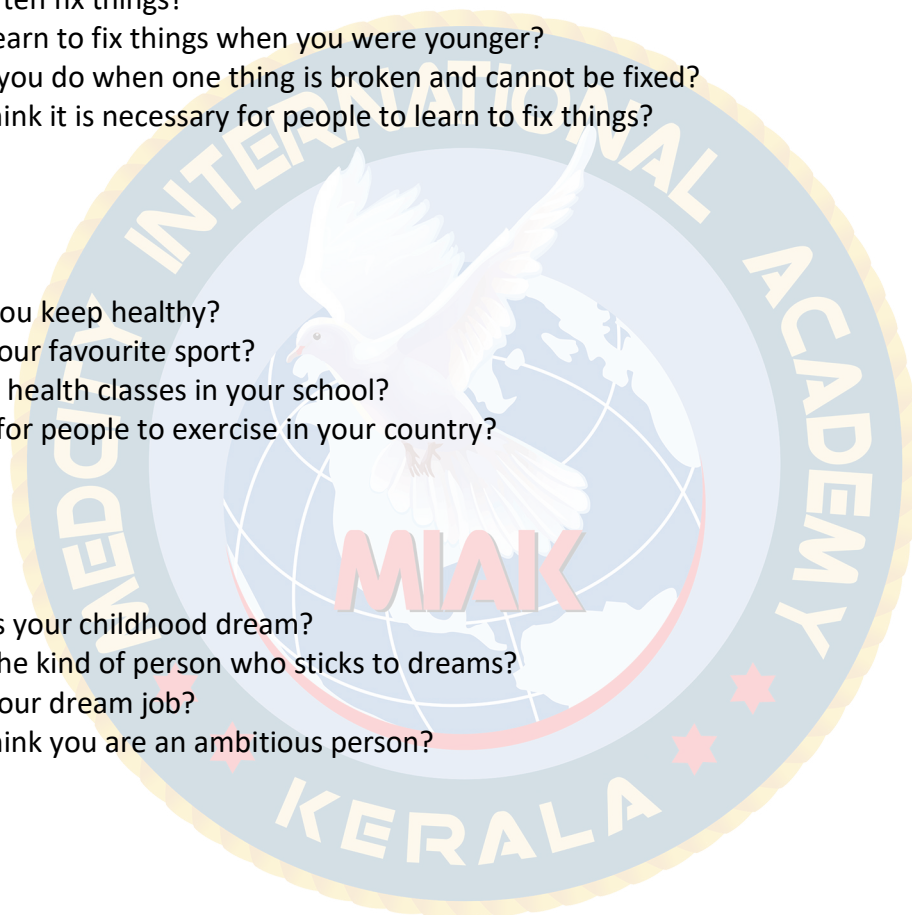 ten fix things?
earn to fix things when you were younger?
you do when one thing is broken and cannot be fixed?
hink it is necessary for people to learn to fix things?
ou keep healthy?
our favourite sport?
health classes in your school?
for people to exercise in your country?
s your childhood dream?
he kind of person who sticks to dreams?
our dream job?
hink you are an ambitious person?
MEDCITY INTERNATIONAL ACADEMY
MIAK
KERALA